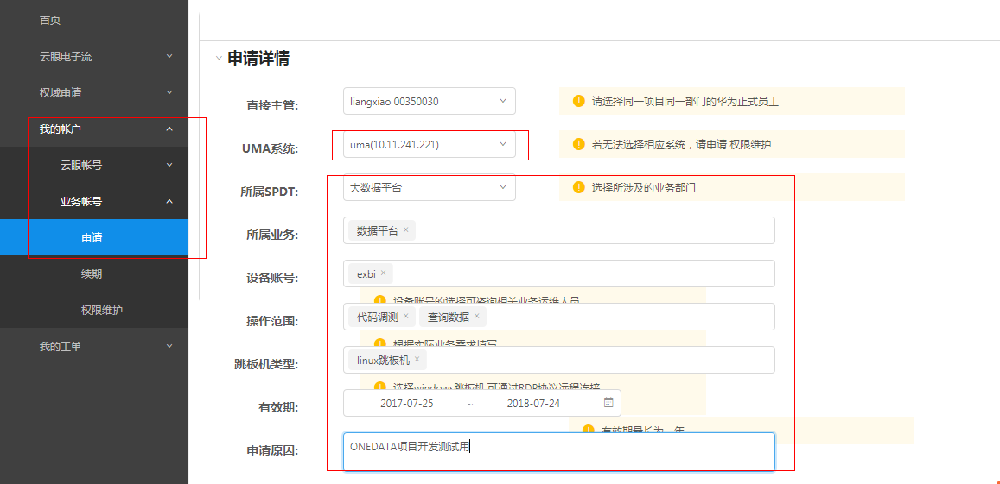 首页
云眼电子流
权域申请
我的帐户
云眼帐号
业务帐号
申请
续期
权限维护
我的工单
申请详情
直接主管: liangxiao 00350030 请选择同一项目同一部门的华为正式员工
UMA系统: uma(10.11.241.221) 若无法选择相应系统，请申请 权限维护
所属SPDT: 大数据平台 选择所涉及的业务部门
所属业务: 数据平台 ×
设备账号: exbi ×
设备账号的选择可咨询相关业务运维人员
操作范围: 代码调测 × 查询数据 ×
根据实际业务需求填写
跳板机类型: linux跳板机 ×
选择windows跳板机,可通过RDP协议远程连接
有效期: 2017-07-25 ~ 2018-07-24
有效期最长为一年
申请原因: ONEDATA项目开发测试用